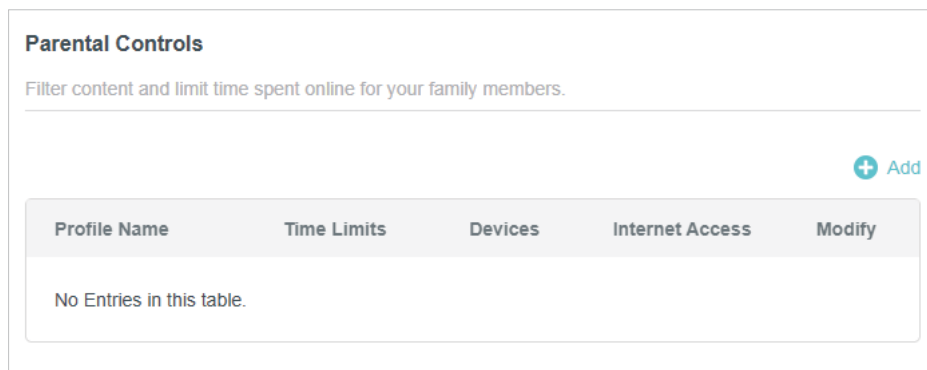 Parental Controls
Filter content and limit time spent online for your family members.
Add
Profile Name Time Limits Devices Internet Access Modify
No Entries in this table.